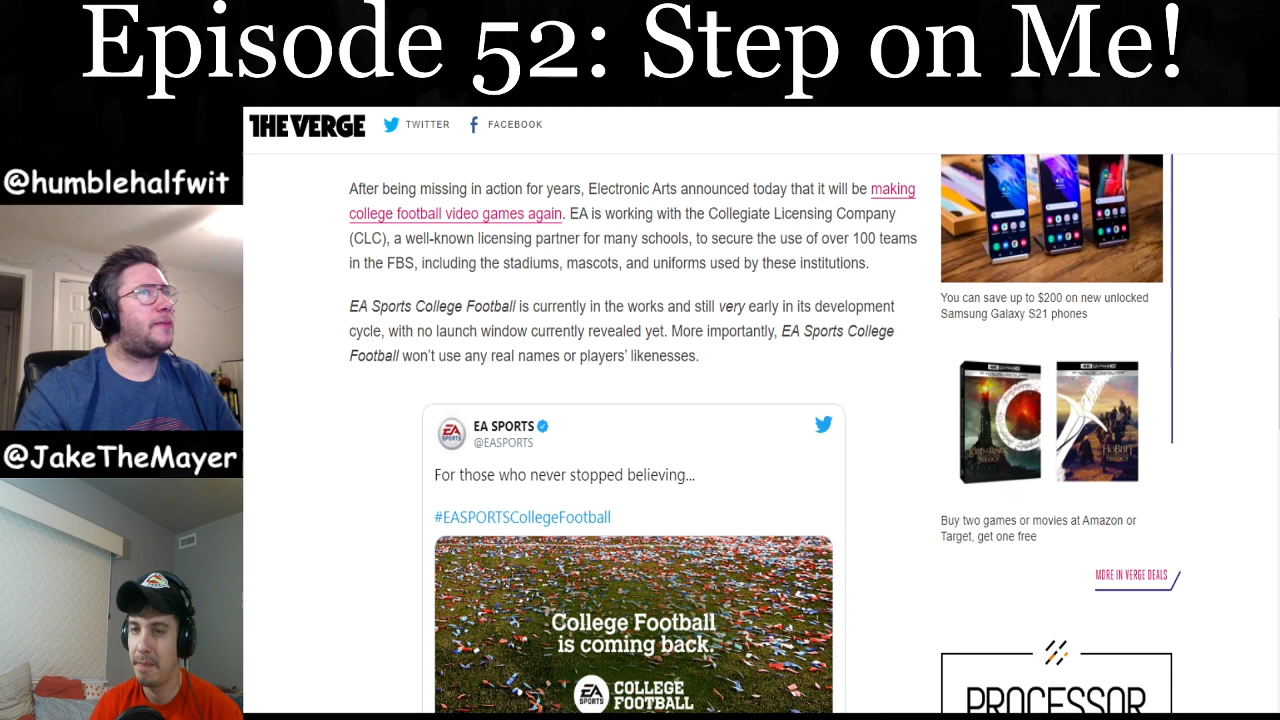 Episode 52: Step on Me!
THE VERGE TWITTER FACEBOOK
@humblehalfwit
@JakeTheMayer
After being missing in action for years, Electronic Arts announced today that it will be making
college football video games again. EA is working with the Collegiate Licensing Company
(CLC), a well-known licensing partner for many schools, to secure the use of over 100 teams
in the FBS, including the stadiums, mascots, and uniforms used by these institutions.
EA Sports College Football is currently in the works and still very early in its development
cycle, with no launch window currently revealed yet. More importantly, EA Sports College
Football won't use any real names or players' likenesses.
EA SPORTS
@EASPORTS
EA
SPORTS
For those who never stopped believing...
#EASPORTSCollegeFootball
College Football
is coming back.
EA
SPORTS
COLLEGE
FOOTBALL
You can save up to $200 on new unlocked
Samsung Galaxy S21 phones
Buy two games or movies at Amazon or
Target, get one free
MORE IN VERGE DEALS
PROCESSOR